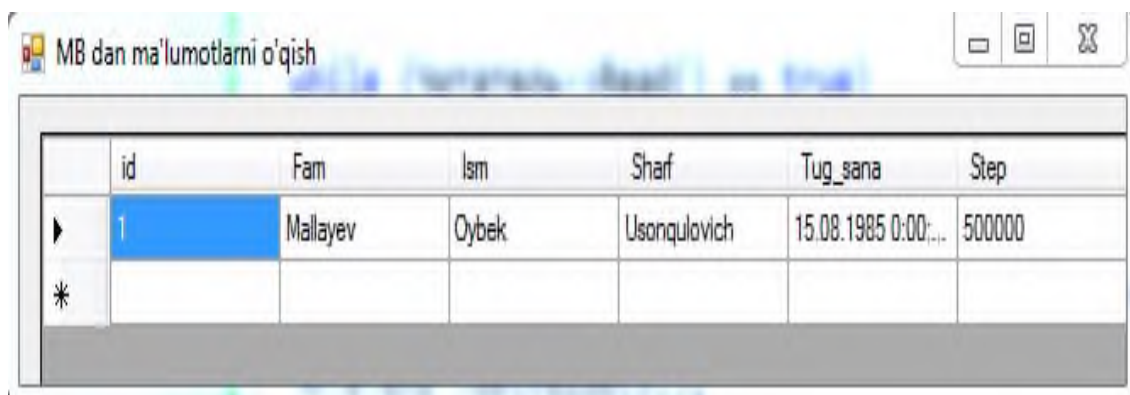 MB dan ma'lumotlarni o'qish
id Fam Ism Sharf Tug_sana Step
1 Mallayev Oybek Usonqulovich 15.08.1985 0:00:... 500000